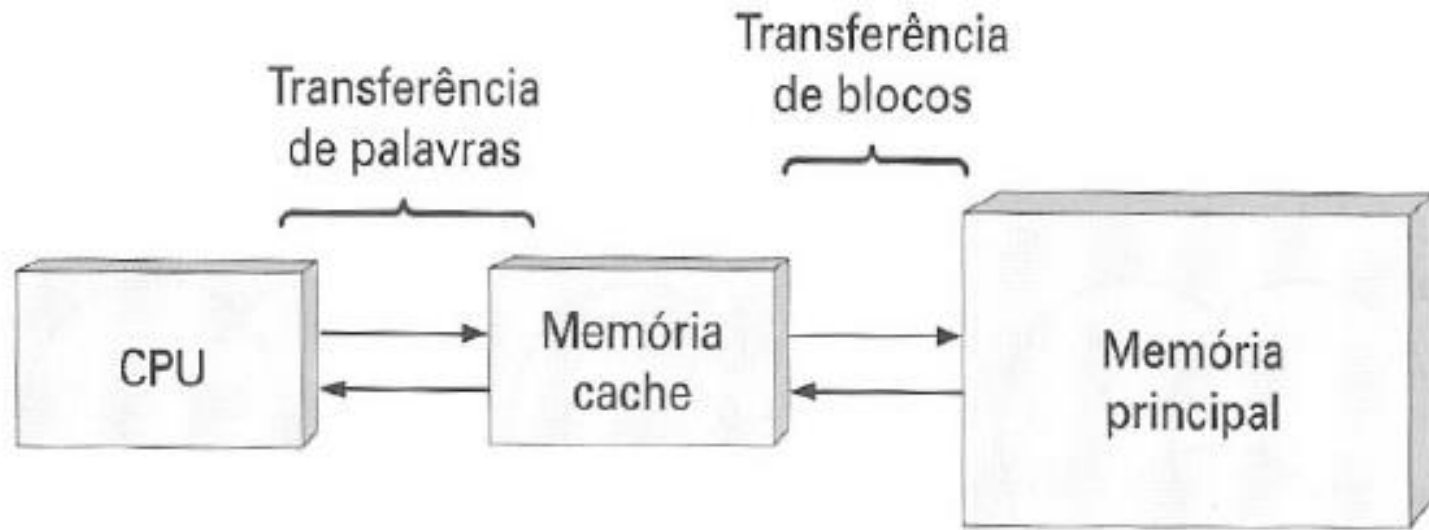 Transferência
de palavras
Transferência
de blocos
CPU
Memória
cache
Memória
principal